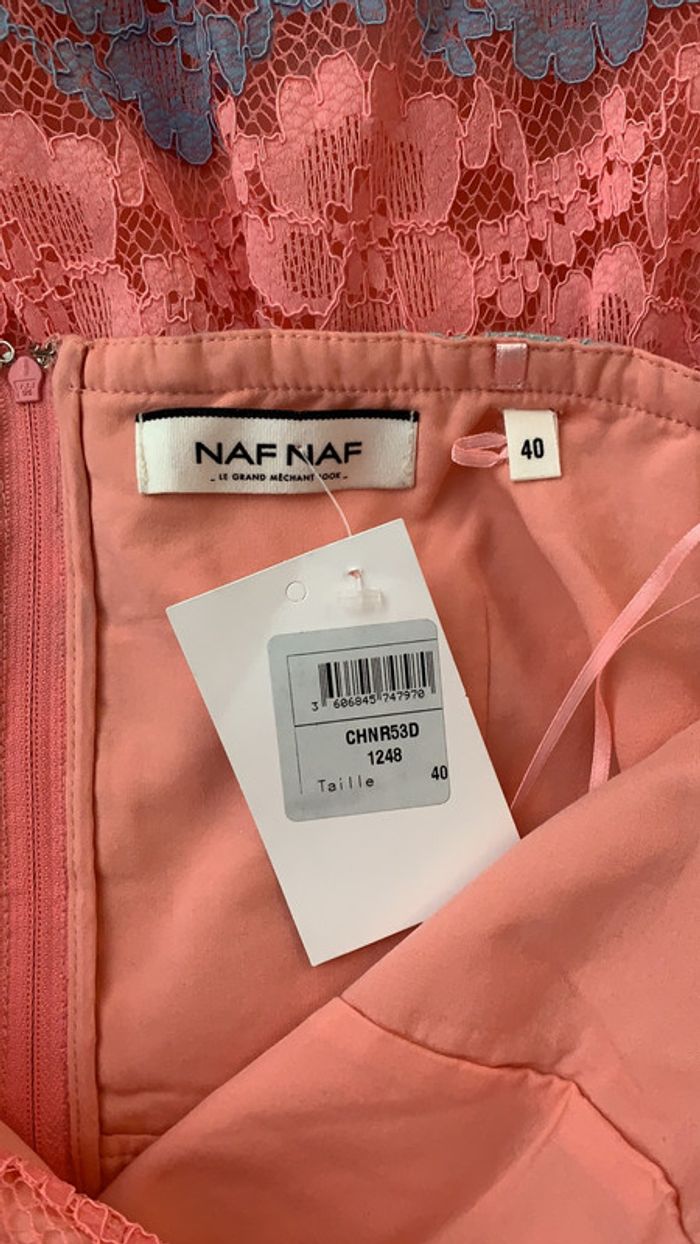 NAF NAF
LE GRAND MÉCHANT LOOK
40
3 606845 747970
CHNR53D
1248
Taille 40